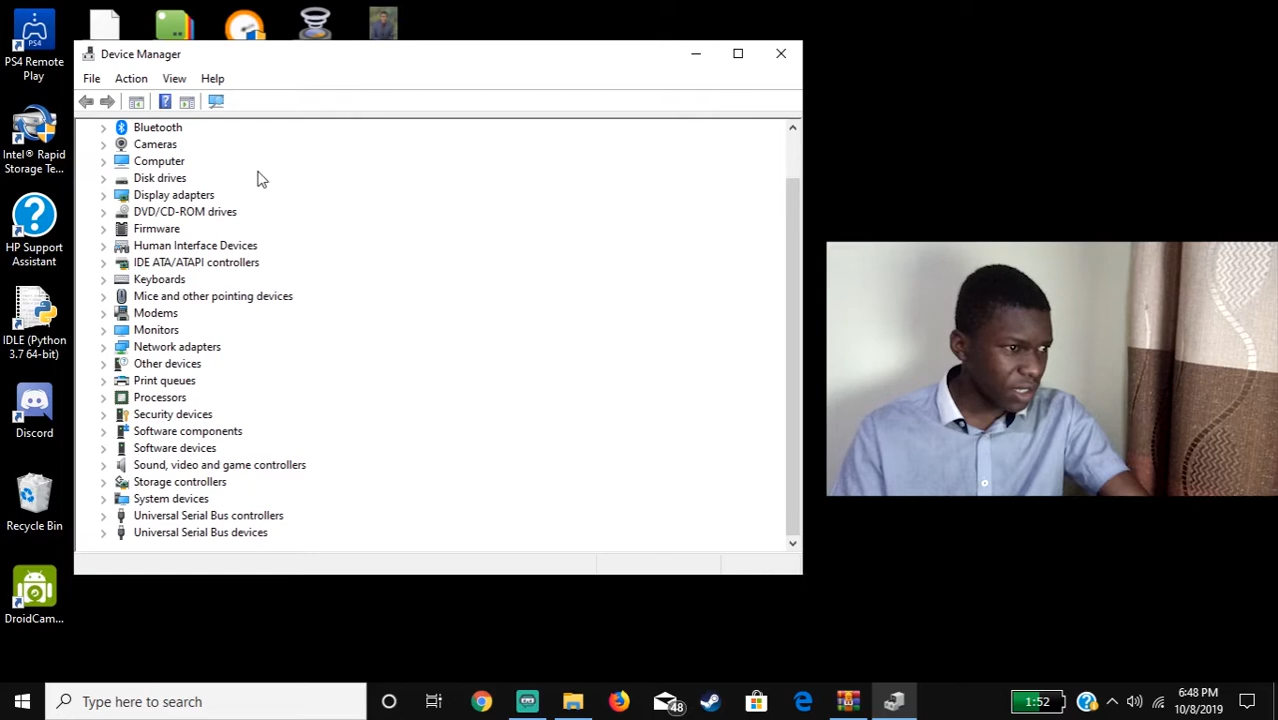 PS4
PS4 Remote
Play
Intel® Rapid
Storage Te...
HP Support
Assistant
IDLE (Python
3.7 64-bit)
Discord
Recycle Bin
DroidCam...
Device Manager
File Action View Help
Bluetooth
Cameras
Computer
Disk drives
Display adapters
DVD/CD-ROM drives
Firmware
Human Interface Devices
IDE ATA/ATAPI controllers
Keyboards
Mice and other pointing devices
Modems
Monitors
Network adapters
Other devices
Print queues
Processors
Security devices
Software components
Software devices
Sound, video and game controllers
Storage controllers
System devices
Universal Serial Bus controllers
Universal Serial Bus devices
Type here to search
48
1:52
6:48 PM
10/8/2019